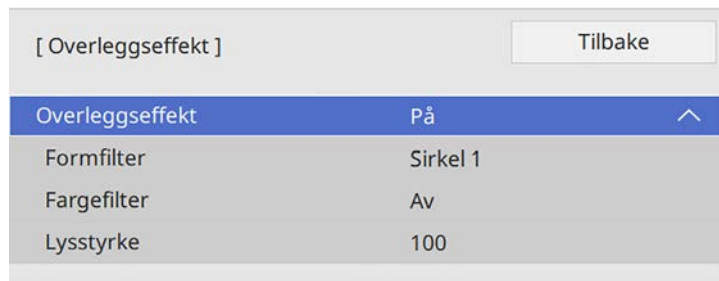 [ Overleggseffekt ] Tilbake
Overleggseffekt På
Formfilter Sirkel 1
Fargefilter Av
Lysstyrke 100